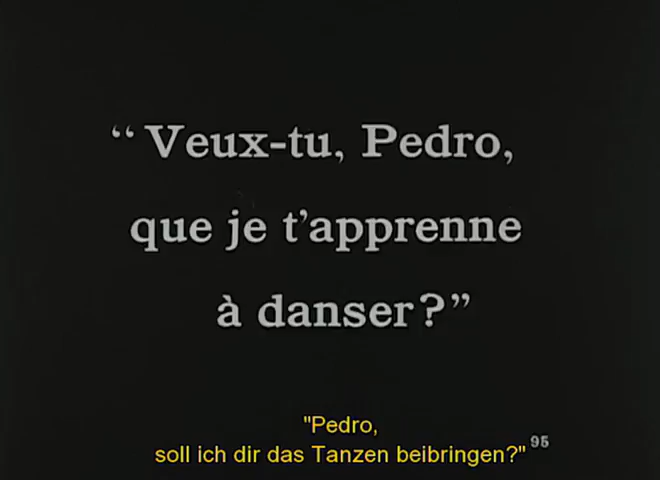 “Veux-tu, Pedro,
que je t’apprenne
à danser?”
"Pedro,
soll ich dir das Tanzen beibringen?"
95